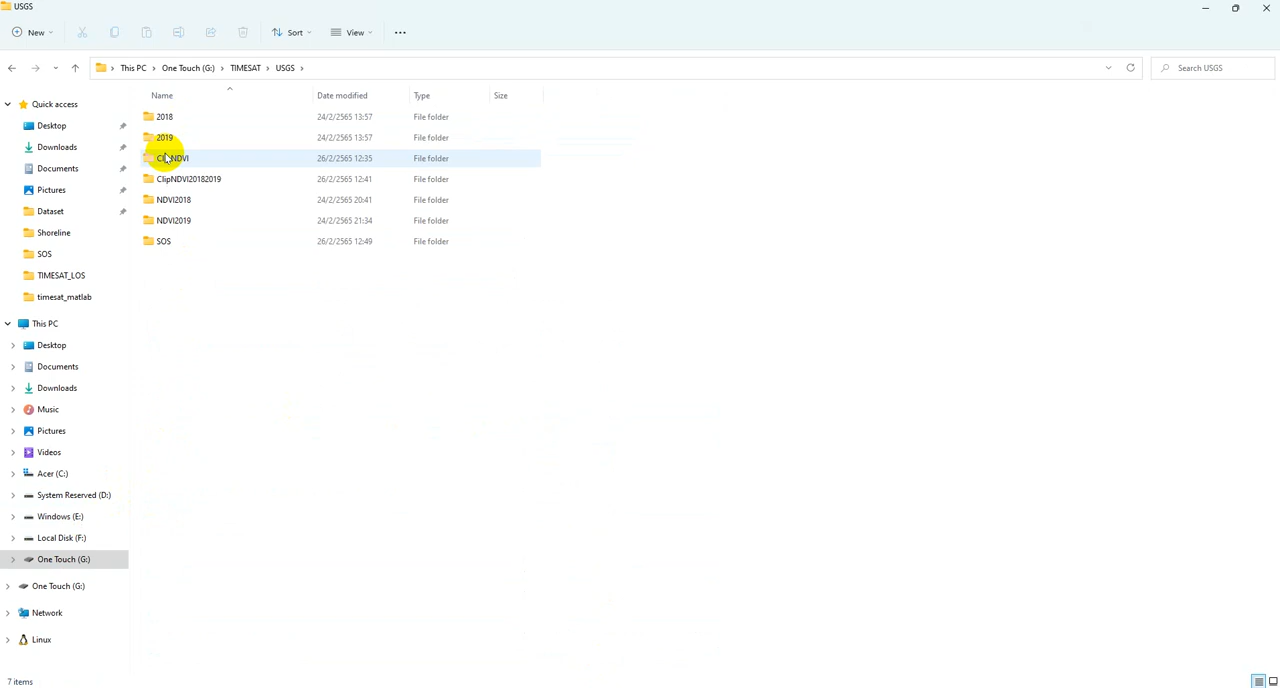 USGS
New
Sort
View
This PC > One Touch (G:) > TIMESAT > USGS >
Search USGS
Name Date modified Type Size
Quick access
Desktop
Downloads
Documents
Pictures
Dataset
Shoreline
SOS
TIMESAT_LOS
timesat_matlab
This PC
Desktop
Documents
Downloads
Music
Pictures
Videos
Acer (C:)
System Reserved (D:)
Windows (E:)
Local Disk (F:)
One Touch (G:)
One Touch (G:)
Network
Linux
2018 24/2/2565 13:57 File folder
2019 24/2/2565 13:57 File folder
ClipNDVI 26/2/2565 12:35 File folder
ClipNDVI20182019 26/2/2565 12:41 File folder
NDVI2018 24/2/2565 20:41 File folder
NDVI2019 24/2/2565 21:34 File folder
SOS 26/2/2565 12:49 File folder
7 items